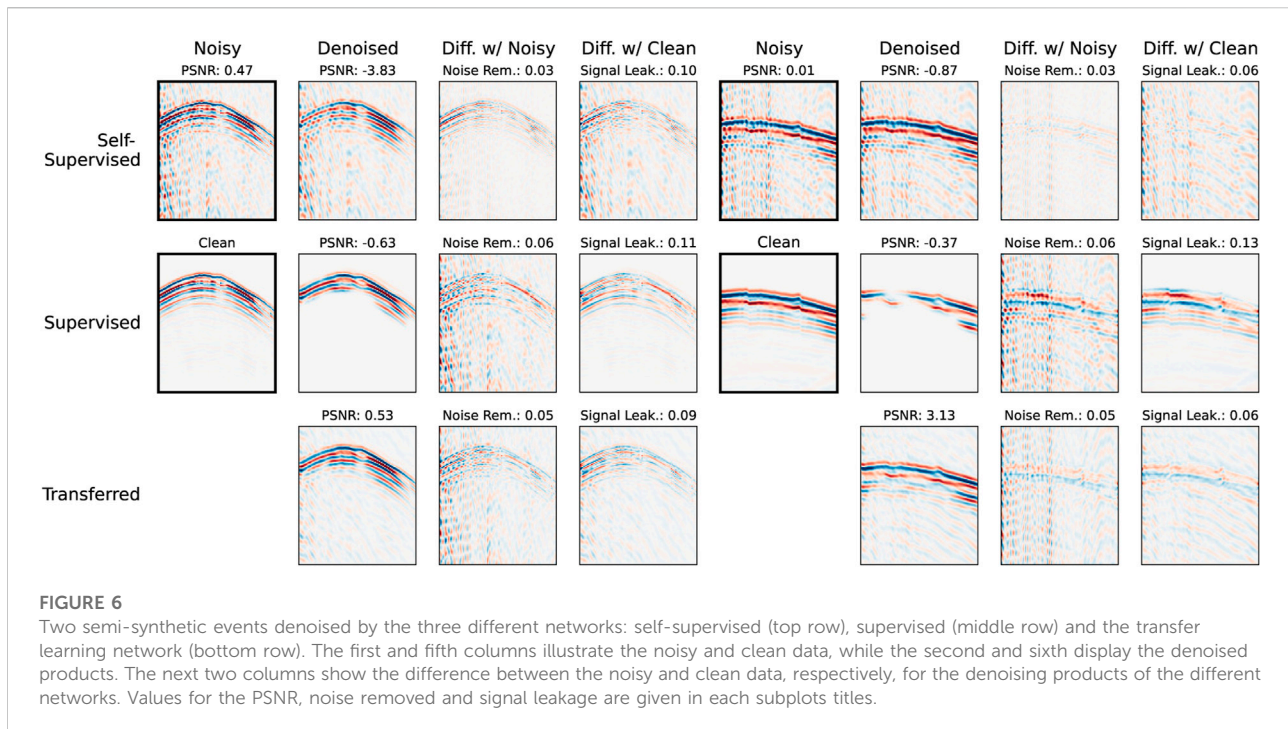 Noisy Denoised Diff. w/ Noisy Diff. w/ Clean Noisy Denoised Diff. w/ Noisy Diff. w/ Clean
PSNR: 0.47 PSNR: -3.83 Noise Rem.: 0.03 Signal Leak.: 0.10 PSNR: 0.01 PSNR: -0.87 Noise Rem.: 0.03 Signal Leak.: 0.06
Self-
Supervised
Clean PSNR: -0.63 Noise Rem.: 0.06 Signal Leak.: 0.11 Clean PSNR: -0.37 Noise Rem.: 0.06 Signal Leak.: 0.13
Supervised
PSNR: 0.53 Noise Rem.: 0.05 Signal Leak.: 0.09 PSNR: 3.13 Noise Rem.: 0.05 Signal Leak.: 0.06
Transferred
FIGURE 6
Two semi-synthetic events denoised by the three different networks: self-supervised (top row), supervised (middle row) and the transfer
learning network (bottom row). The first and fifth columns illustrate the noisy and clean data, while the second and sixth display the denoised
products. The next two columns show the difference between the noisy and clean data, respectively, for the denoising products of the different
networks. Values for the PSNR, noise removed and signal leakage are given in each subplots titles.